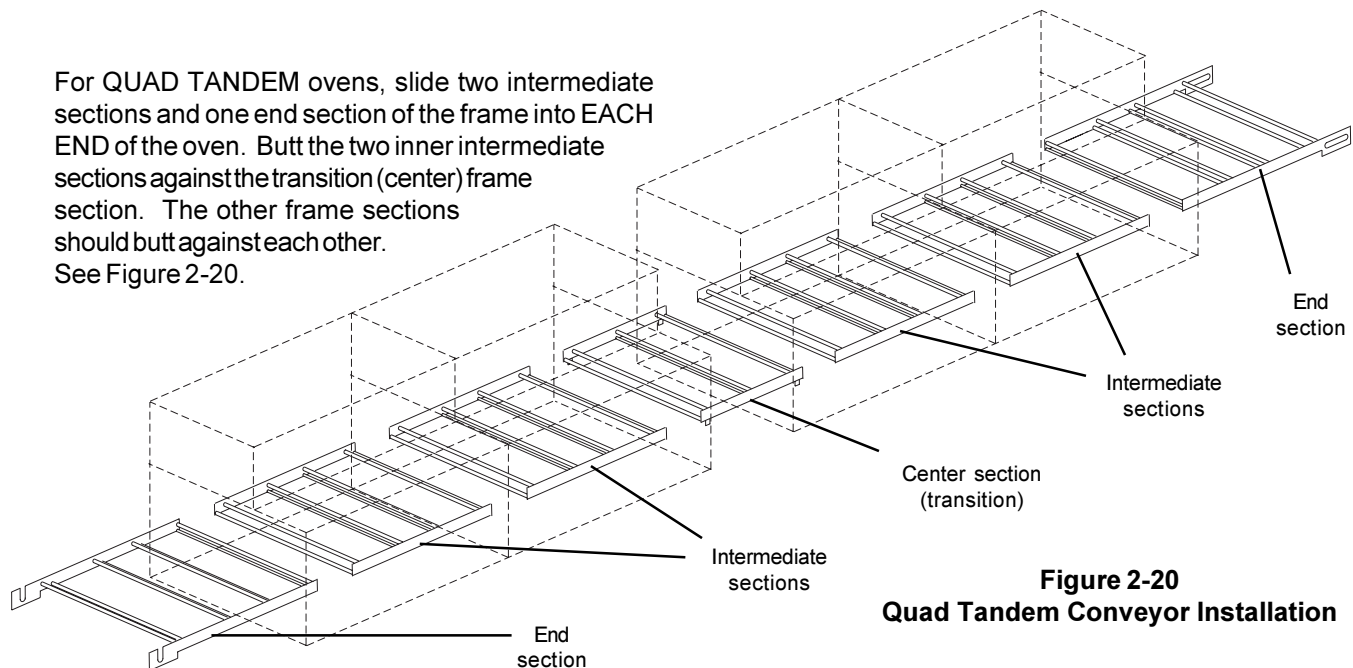 For QUAD TANDEM ovens, slide two intermediate
sections and one end section of the frame into EACH
END of the oven. Butt the two inner intermediate
sections against the transition (center) frame
section. The other frame sections
should butt against each other.
See Figure 2-20.
End
section
Intermediate
sections
Center section
(transition)
Intermediate
sections
End
section
Figure 2-20
Quad Tandem Conveyor Installation